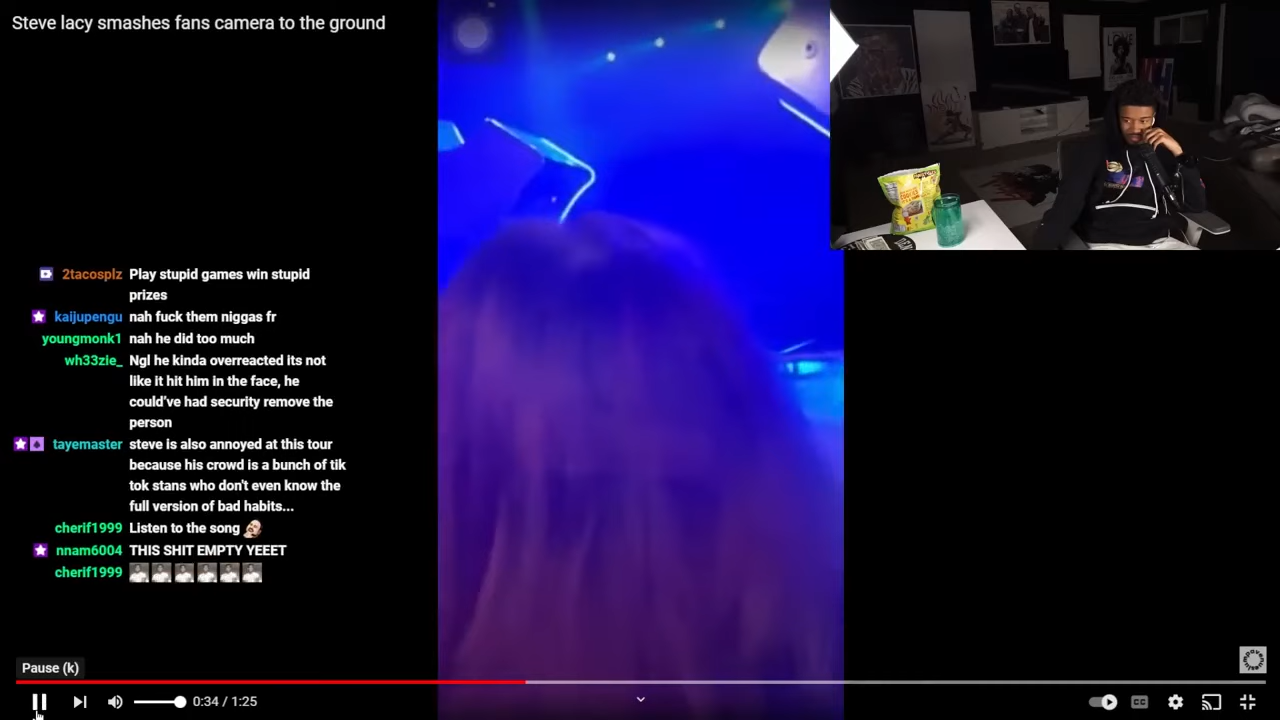 Steve lacy smashes fans camera to the ground
2tacosplz Play stupid games win stupid
prizes
kaijupengu nah fuck them niggas fr
youngmonk1 nah he did too much
wh33zie_ Ngl he kinda overreacted its not
like it hit him in the face, he
could've had security remove the
person
tayemaster steve is also annoyed at this tour
because his crowd is a bunch of tik
tok stans who don't even know the
full version of bad habits...
cherif1999 Listen to the song
nnam6004 THIS SHIT EMPTY YEEET
cherif1999
Pause (k)
0:34 / 1:25
CC